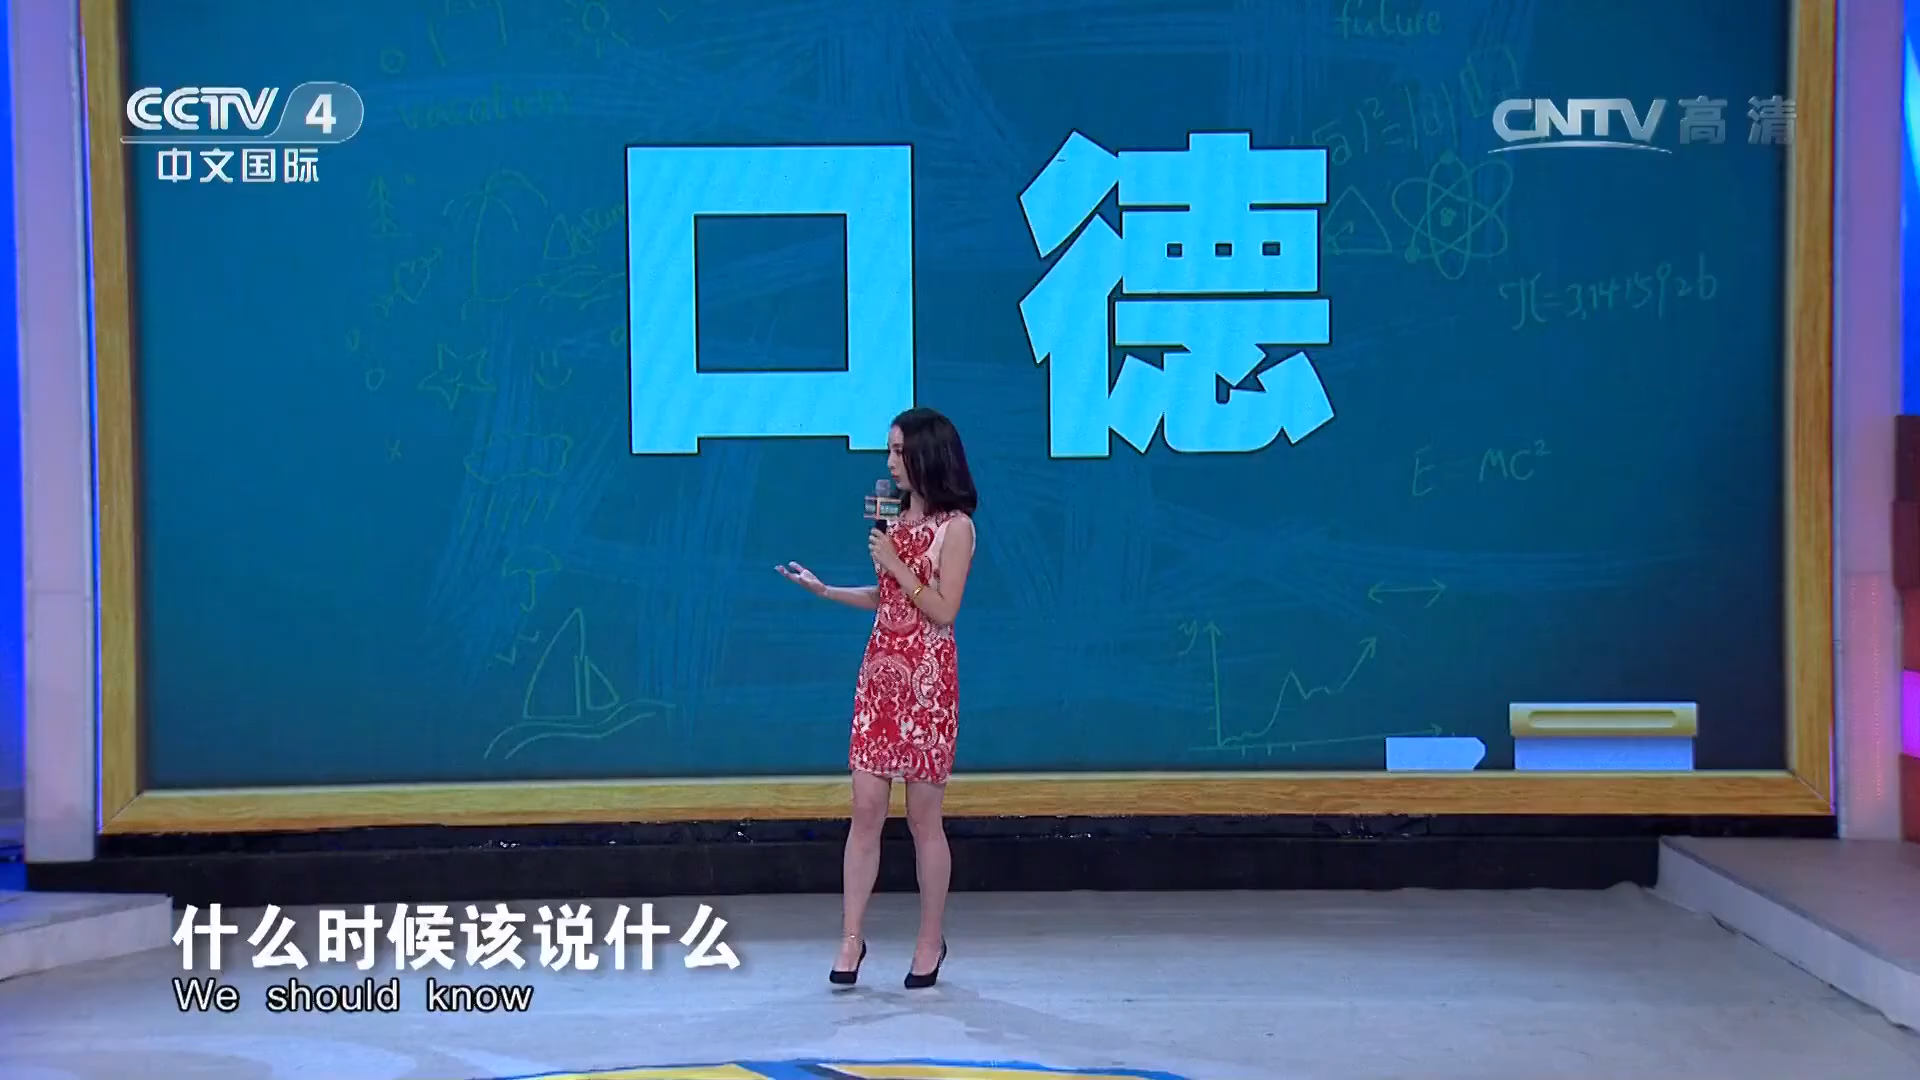 future
CCTV 4
中文国际
CNTV 高清
vacation
口德
π=3.1415926
E=MC²
y
什么时候该说什么
We should know